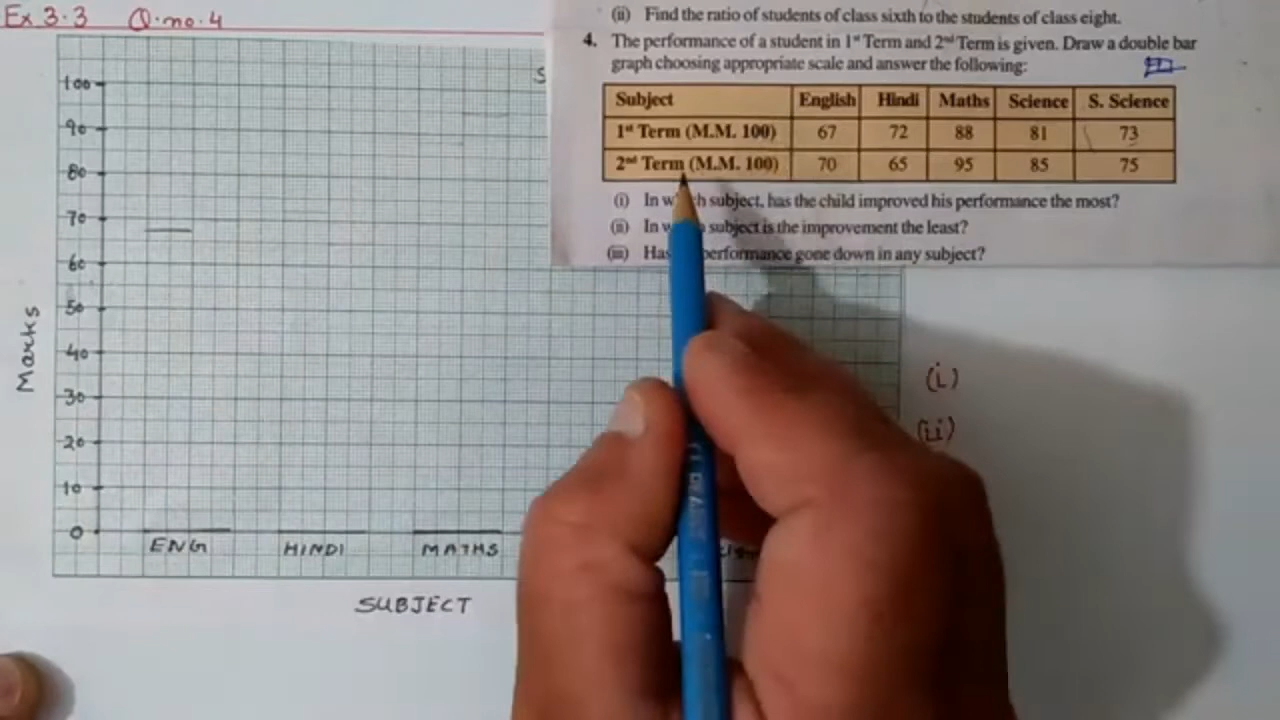 Ex 3.3 Q.no.4
(ii) Find the ratio of students of class sixth to the students of class eight.
4. The performance of a student in 1st Term and 2nd Term is given. Draw a double bar
graph choosing appropriate scale and answer the following:
Subject English Hindi Maths Science S. Science
1st Term (M.M. 100) 67 72 88 81 73
2nd Term (M.M. 100) 70 65 95 85 75
(i) In subject, has the child improved his performance the most?
(ii) In subject is the improvement the least?
(iii) Has performance gone down in any subject?
S
100
90
80
70
60
50
40
30
20
10
0
Marks
ENG HINDI MATHS
SUBJECT
(i)
(ii)